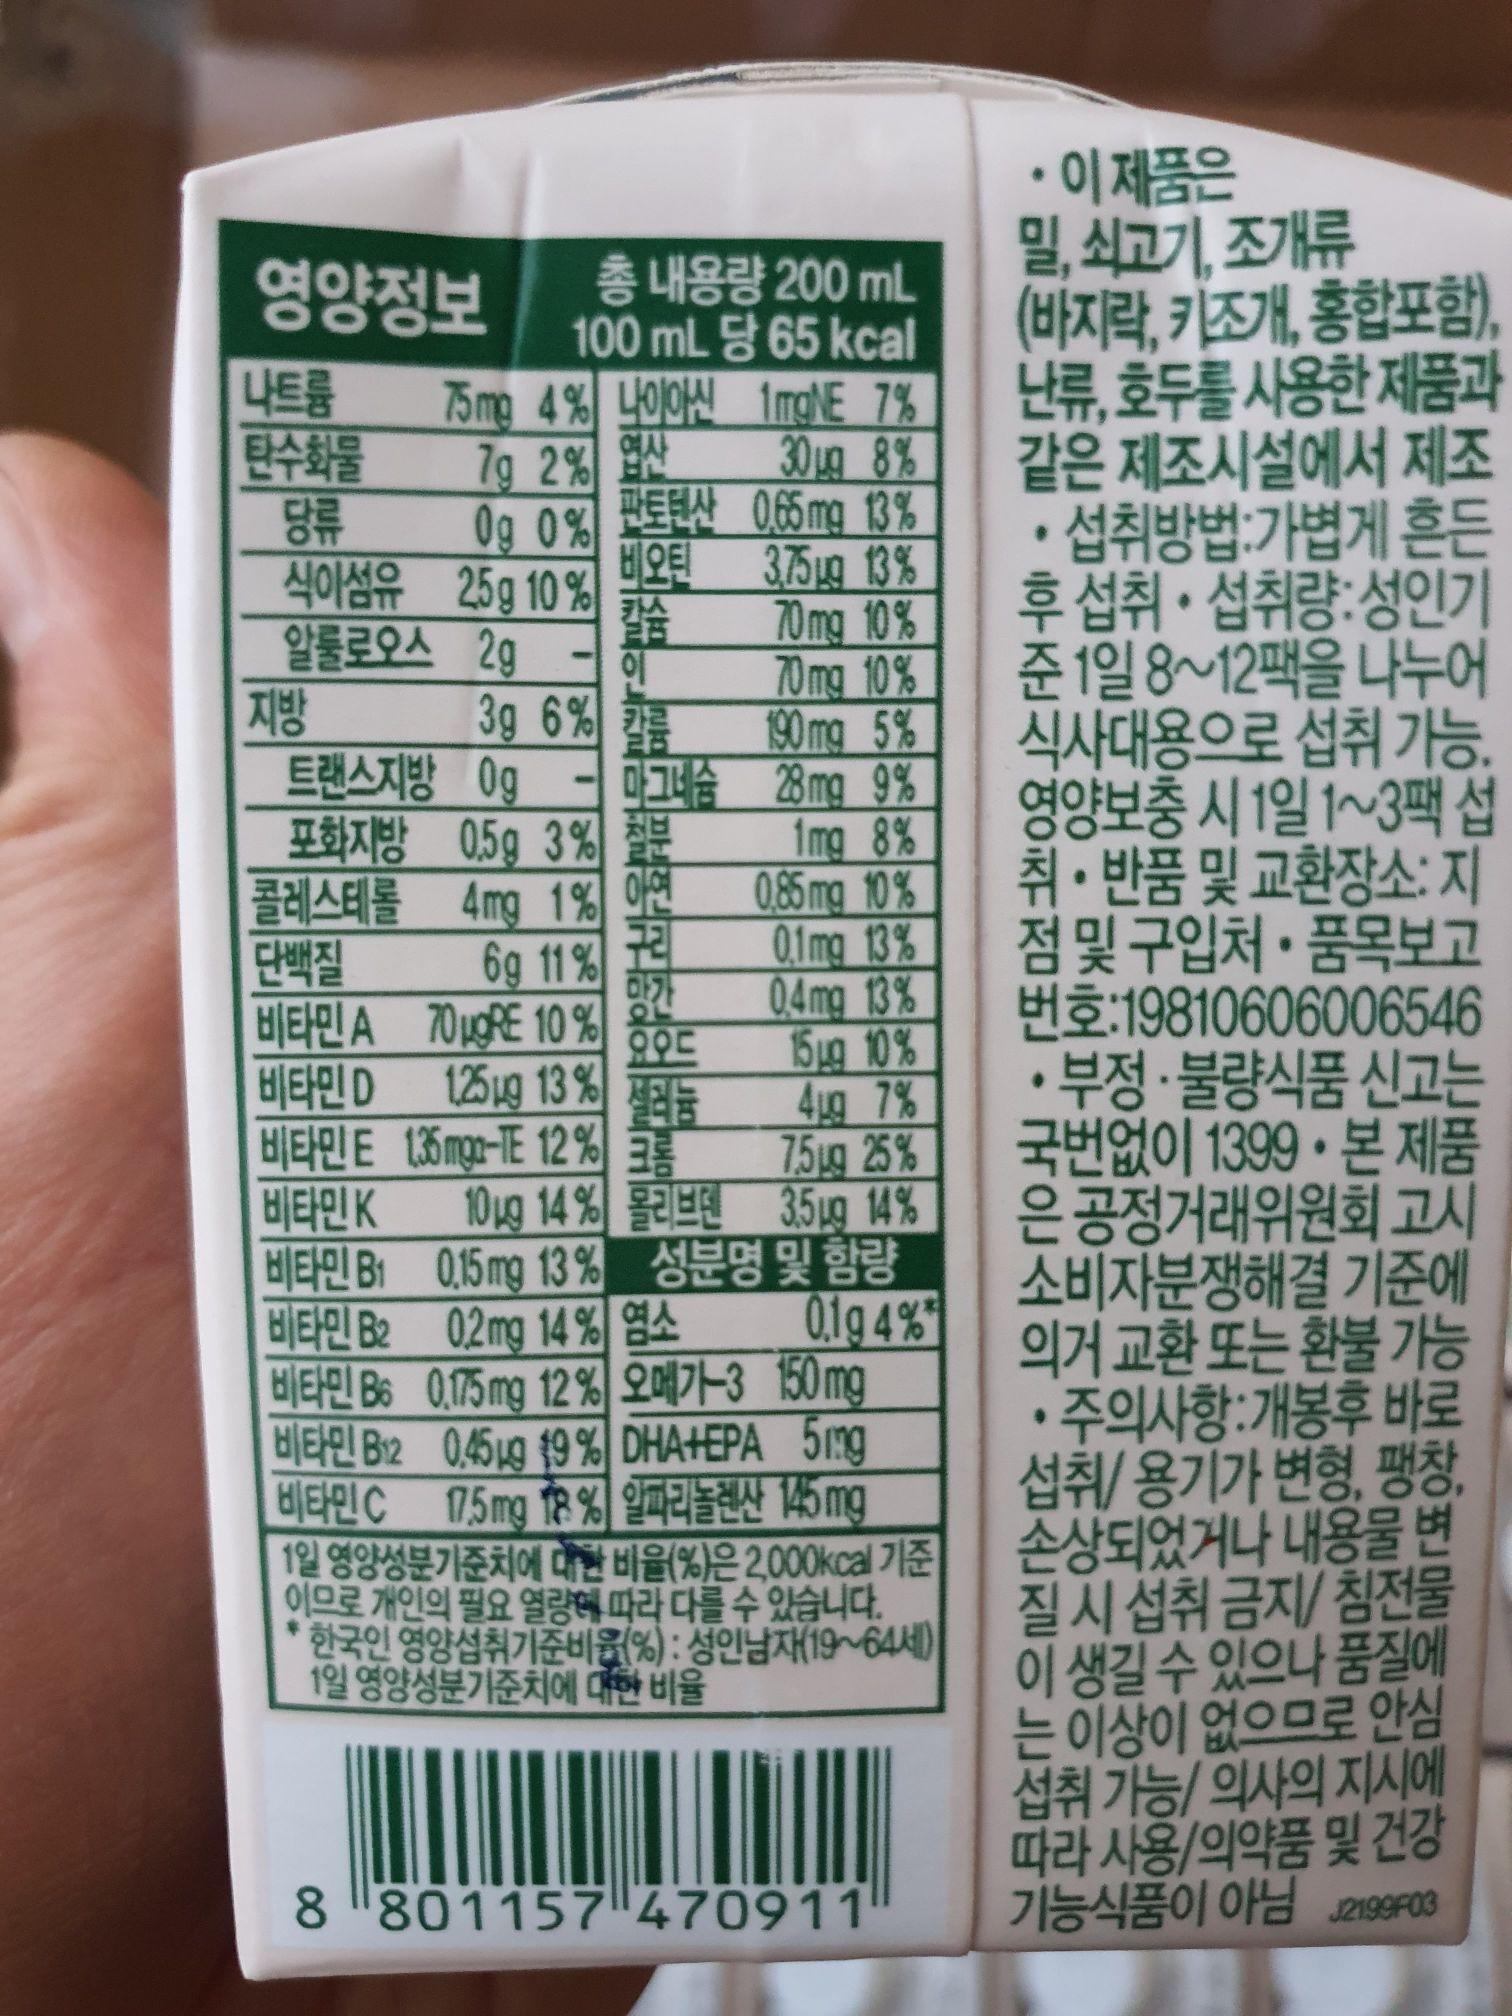 영양정보
총 내용량 200 mL
100 mL 당 65 kcal
나트륨 75mg 4%
탄수화물 7g 2%
당류 0g 0%
식이섬유 2.5g 10%
알룰로오스 2g -
지방 3g 6%
트랜스지방 0g -
포화지방 0.5g 3%
콜레스테롤 4mg 1%
단백질 6g 11%
비타민 A 70μgRE 10%
비타민 D 1.25μg 13%
비타민 E 1.35mgα-TE 12%
비타민 K 10μg 14%
비타민 B1 0.15mg 13%
비타민 B2 0.2mg 14%
비타민 B6 0.175mg 12%
비타민 B12 0.45μg 19%
비타민 C 17.5mg 18%
나이아신 1mgNE 7%
엽산 30μg 8%
판토텐산 0.65mg 13%
비오틴 3.75μg 13%
칼슘 70mg 10%
인 70mg 10%
칼륨 190mg 5%
마그네슘 28mg 9%
철분 1mg 8%
아연 0.85mg 10%
구리 0.1mg 13%
망간 0.4mg 13%
요오드 15μg 10%
셀레늄 4μg 7%
크롬 7.5μg 25%
몰리브덴 3.5μg 14%
성분명 및 함량
염소 0.1g 4%*
오메가-3 150mg
DHA+EPA 5mg
알파리놀렌산 145mg
1일 영양성분기준치에 대한 비율(%)은 2,000kcal 기준
이므로 개인의 필요 열량에 따라 다를 수 있습니다.
* 한국인 영양섭취기준비율(%) : 성인남자(19~64세)
1일 영양성분기준치에 대한 비율
8 801157 470911
• 이 제품은
밀, 쇠고기, 조개류
(바지락, 키조개, 홍합포함),
난류, 호두를 사용한 제품과
같은 제조시설에서 제조
• 섭취방법:가볍게 흔든
후 섭취 • 섭취량: 성인기
준 1일 8~12팩을 나누어
식사대용으로 섭취 가능.
영양보충 시 1일 1~3팩 섭
취 • 반품 및 교환장소: 지
점 및 구입처 • 품목보고
번호:198106060065​46
• 부정·불량식품 신고는
국번없이 1399 • 본 제품
은 공정거래위원회 고시
소비자분쟁해결 기준에
의거 교환 또는 환불 가능
• 주의사항:개봉후 바로
섭취/ 용기가 변형, 팽창,
손상되었거나 내용물 변
질 시 섭취 금지/ 침전물
이 생길 수 있으나 품질에
는 이상이 없으므로 안심
섭취 가능/ 의사의 지시에
따라 사용/의약품 및 건강
기능식품이 아님 J2199F03